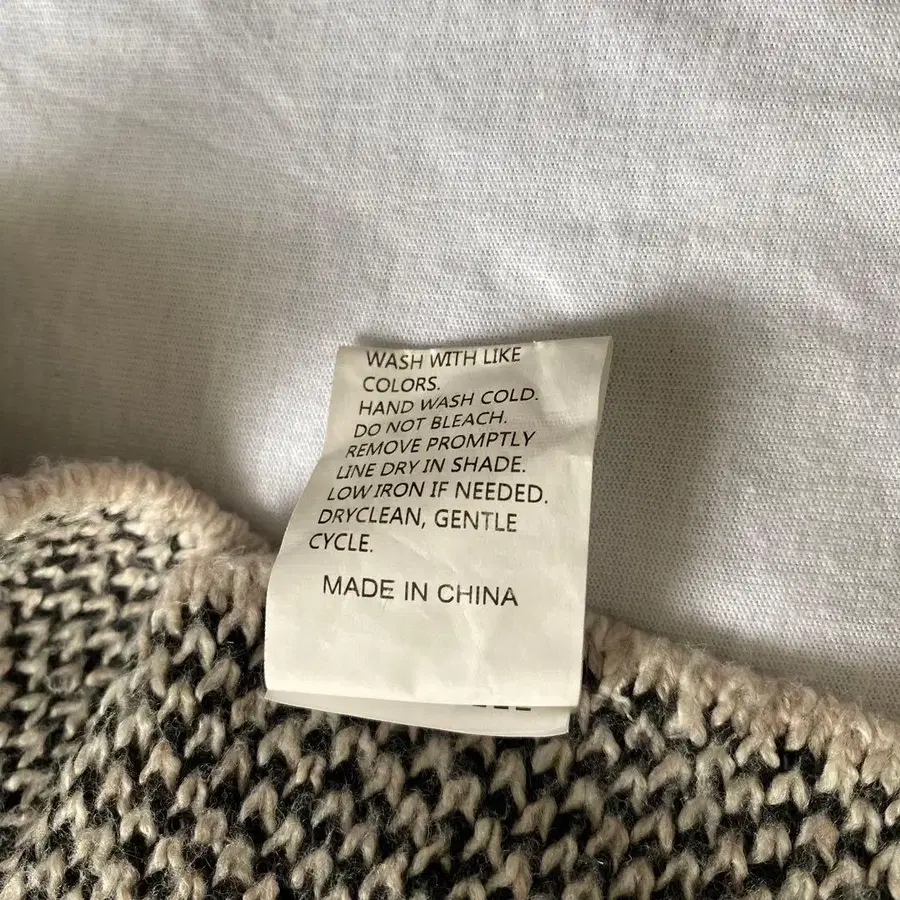 WASH WITH LIKE
COLORS.
HAND WASH COLD.
DO NOT BLEACH.
REMOVE PROMPTLY
LINE DRY IN SHADE.
LOW IRON IF NEEDED.
DRYCLEAN, GENTLE
CYCLE.
MADE IN CHINA